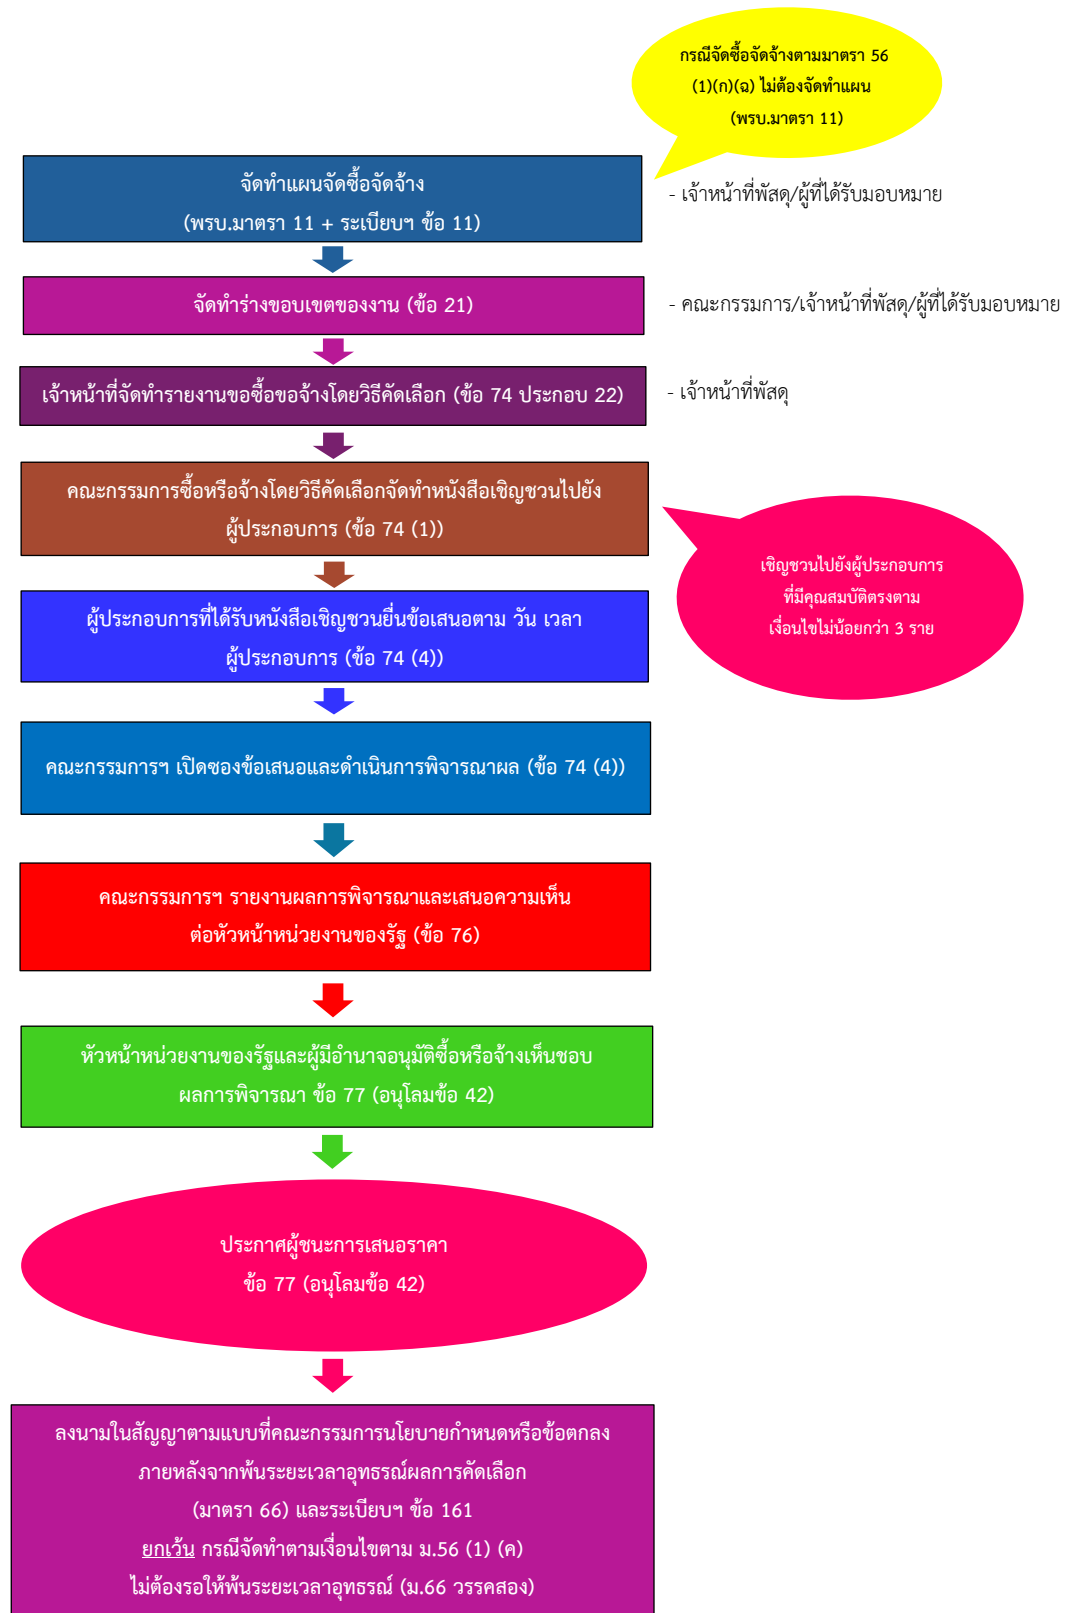 กรณีจัดซื้อจัดจ้างตามมาตรา 56
(1)(ก)(ฉ) ไม่ต้องจัดทำแผน
(พรบ.มาตรา 11)
จัดทำแผนจัดซื้อจัดจ้าง
(พรบ.มาตรา 11 + ระเบียบฯ ข้อ 11)
- เจ้าหน้าที่พัสดุ/ผู้ที่ได้รับมอบหมาย
จัดทำร่างขอบเขตของงาน (ข้อ 21)
- คณะกรรมการ/เจ้าหน้าที่พัสดุ/ผู้ที่ได้รับมอบหมาย
เจ้าหน้าที่จัดทำรายงานขอซื้อขอจ้างโดยวิธีคัดเลือก (ข้อ 74 ประกอบ 22)
- เจ้าหน้าที่พัสดุ
คณะกรรมการซื้อหรือจ้างโดยวิธีคัดเลือกจัดทำหนังสือเชิญชวนไปยัง
ผู้ประกอบการ (ข้อ 74 (1))
เชิญชวนไปยังผู้ประกอบการ
ที่มีคุณสมบัติตรงตาม
เงื่อนไขไม่น้อยกว่า 3 ราย
ผู้ประกอบการที่ได้รับหนังสือเชิญชวนยื่นข้อเสนอตาม วัน เวลา
ผู้ประกอบการ (ข้อ 74 (4))
คณะกรรมการฯ เปิดซองข้อเสนอและดำเนินการพิจารณาผล (ข้อ 74 (4))
คณะกรรมการฯ รายงานผลการพิจารณาและเสนอความเห็น
ต่อหัวหน้าหน่วยงานของรัฐ (ข้อ 76)
หัวหน้าหน่วยงานของรัฐและผู้มีอำนาจอนุมัติซื้อหรือจ้างเห็นชอบ
ผลการพิจารณา ข้อ 77 (อนุโลมข้อ 42)
ประกาศผู้ชนะการเสนอราคา
ข้อ 77 (อนุโลมข้อ 42)
ลงนามในสัญญาตามแบบที่คณะกรรมการนโยบายกำหนดหรือข้อตกลง
ภายหลังจากพ้นระยะเวลาอุทธรณ์ผลการคัดเลือก
(มาตรา 66) และระเบียบฯ ข้อ 161
ยกเว้น กรณีจัดทำตามเงื่อนไขตาม ม.56 (1) (ค)
ไม่ต้องรอให้พ้นระยะเวลาอุทธรณ์ (ม.66 วรรคสอง)